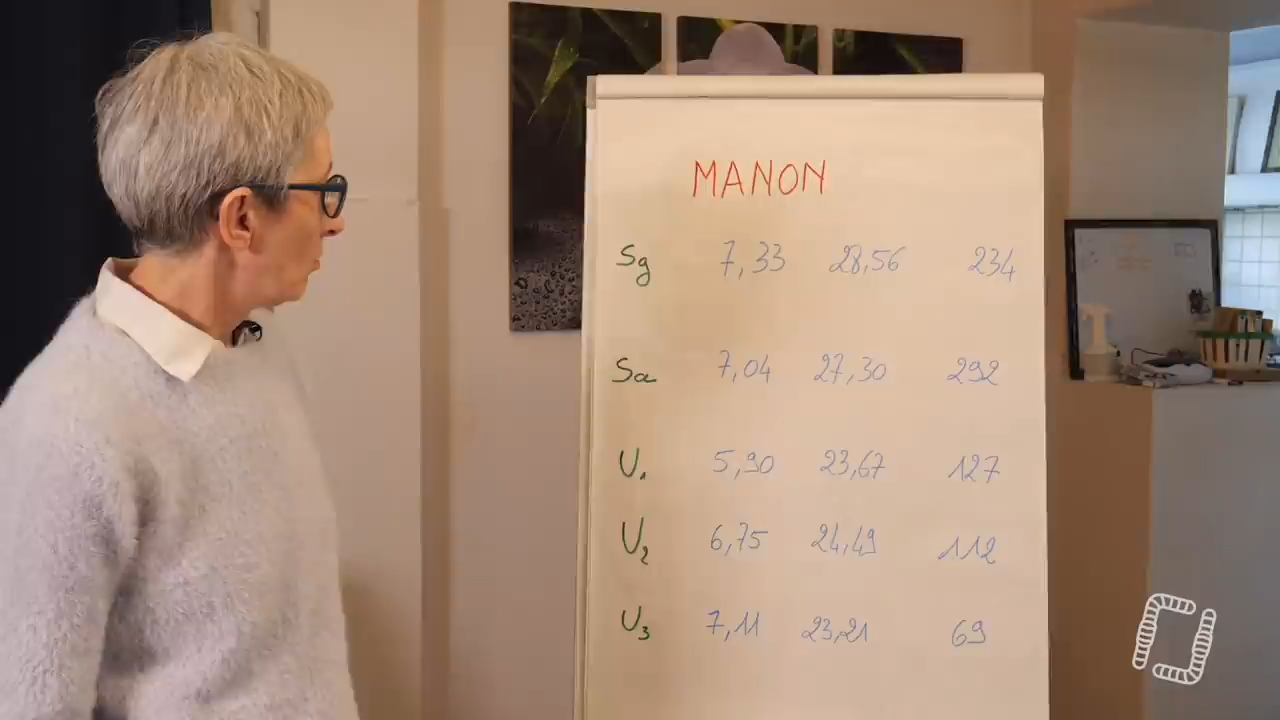 MANON
Sg 7,33 28,56 234
Sa 7,04 27,30 292
U1 5,90 23,67 127
U2 6,75 24,49 112
U3 7,11 23,21 69